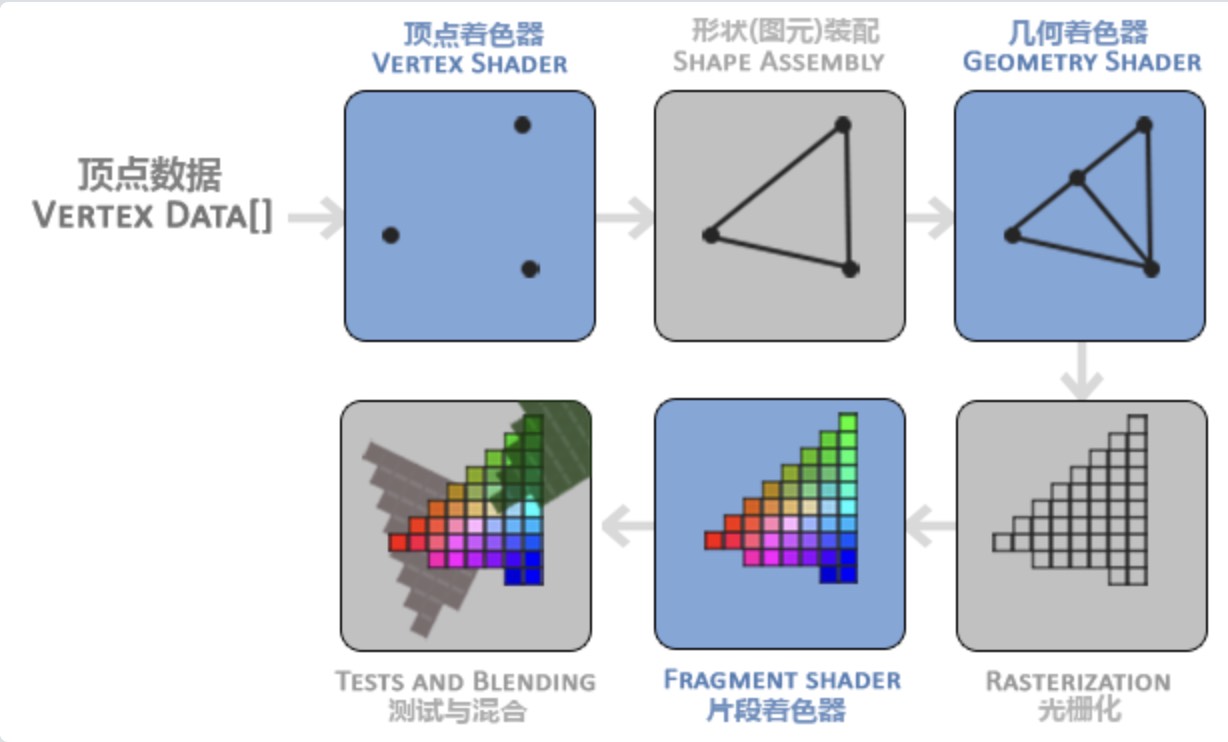 顶点着色器
VERTEX SHADER
形状(图元)装配
SHAPE ASSEMBLY
几何着色器
GEOMETRY SHADER
顶点数据
VERTEX DATA[]
TESTS AND BLENDING
测试与混合
FRAGMENT SHADER
片段着色器
RASTERIZATION
光栅化